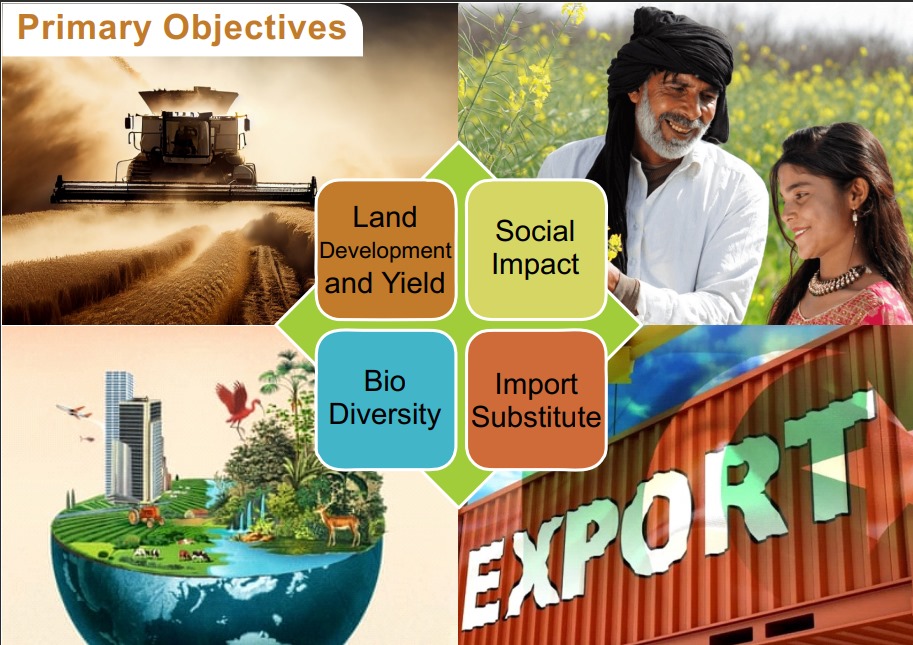 Primary Objectives
Land
Development
and Yield
Social
Impact
Bio
Diversity
Import
Substitute
EXPORT